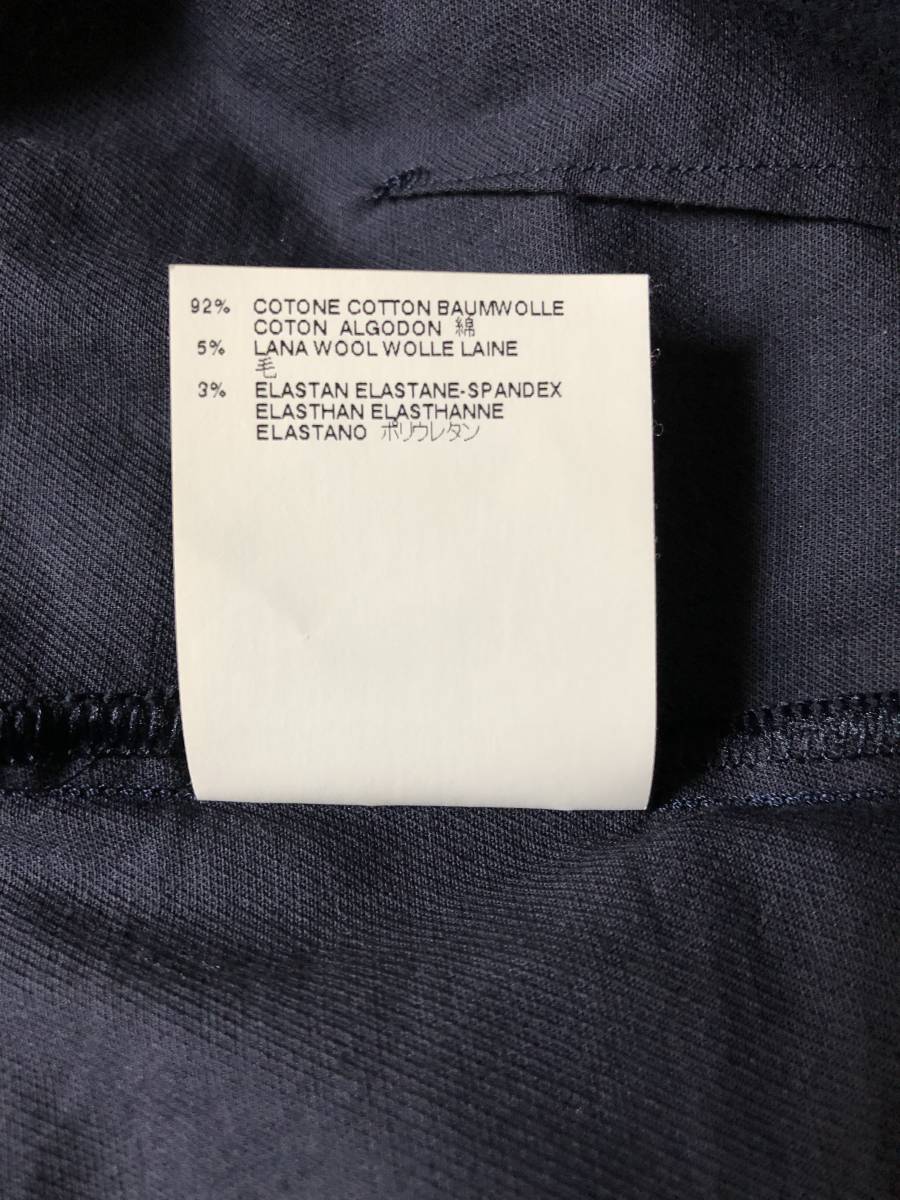 92% COTONE COTTON BAUMWOLLE
COTON ALGODON 綿
5% LANA WOOL WOLLE LAINE
毛
3% ELASTAN ELASTANE-SPANDEX
ELASTHAN ELASTHANNE
ELASTANO ポリウレタン